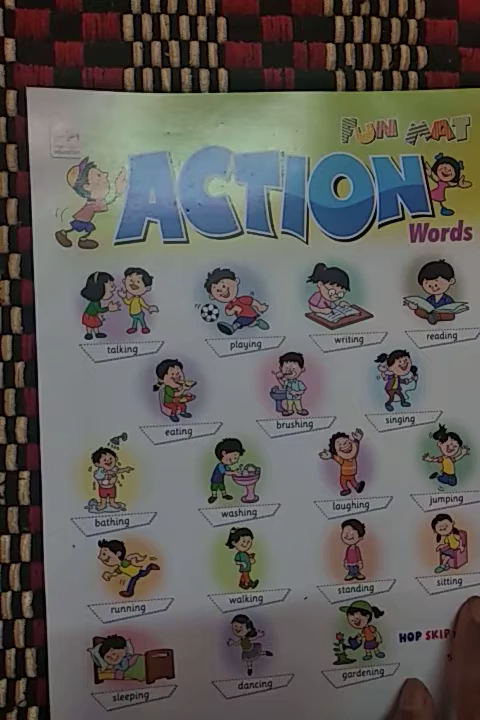 FUN MAT
ACTION
Words
talking
playing
writing
reading
eating
brushing
singing
bathing
washing
laughing
jumping
running
walking
standing
sitting
sleeping
dancing
gardening
HOP SKIP